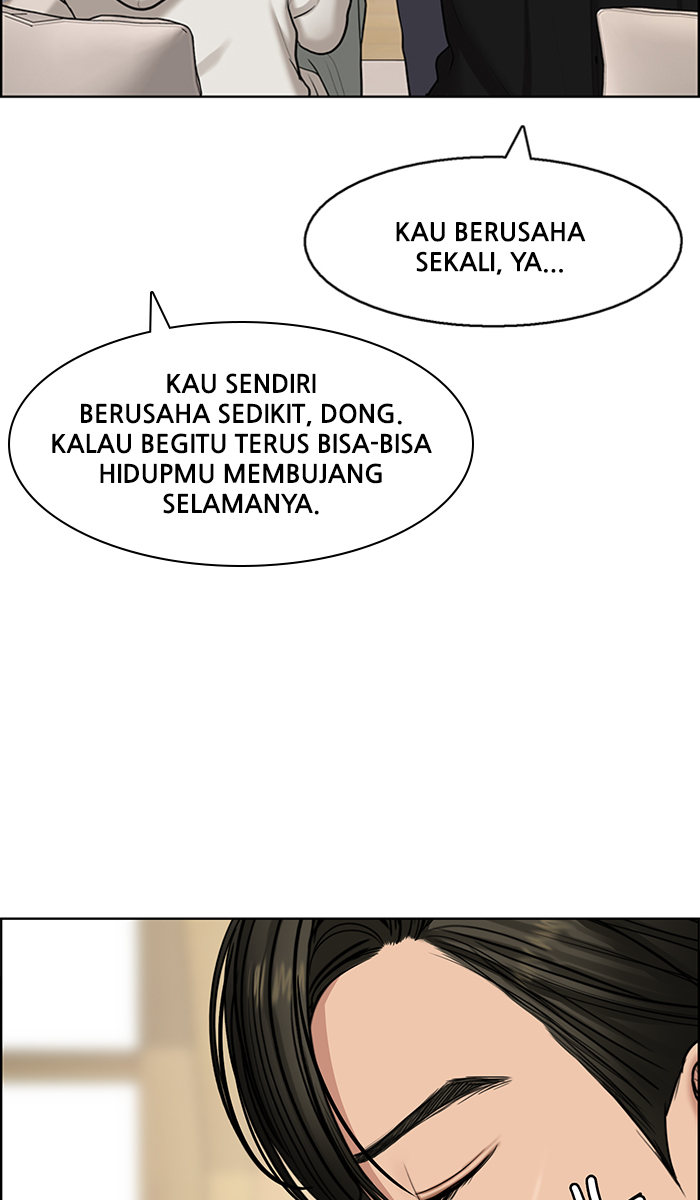 KAU BERUSAHA
SEKALI, YA...
KAU SENDIRI
BERUSAHA SEDIKIT, DONG.
KALAU BEGITU TERUS BISA-BISA
HIDUPMU MEMBUJANG
SELAMANYA.